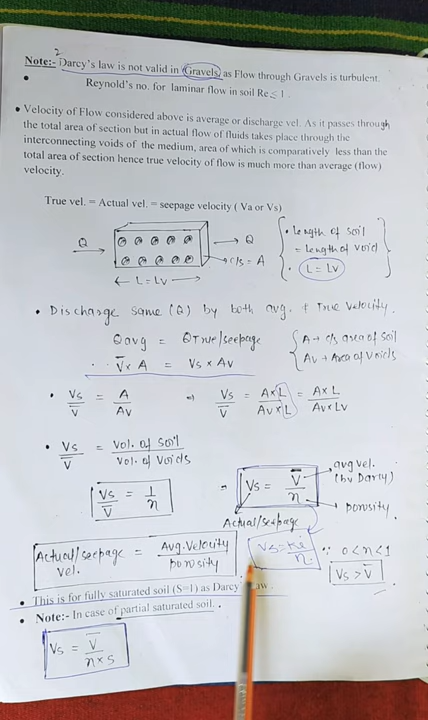 Note:- Darcy's law is not valid in Gravels, as Flow through Gravels is turbulent.
2
• Reynold's no. for laminar flow in soil Re ≤ 1 .
• Velocity of Flow considered above is average or discharge vel. As it passes through
the total area of section but in actual flow of fluids takes place through the
interconnecting voids of the medium, area of which is comparatively less than the
total area of section hence true velocity of flow is much more than average (flow)
velocity.
True vel. = Actual vel. = seepage velocity ( Va or Vs)
Q → → Q
c/s = A
← L = Lv →
• Length of soil
= Length of void
• L = Lv
• Discharge same (Q) by both avg. & True velocity.
Qavg = QTrue/seepage
∴ V̄ × A = Vs × Av
A → c/s area of soil
Av → Area of Voids
• Vs/V̄ = A/Av ⇒ Vs/V̄ = A×L/Av×L = A×L/Av×Lv
• Vs/V̄ = Vol. of Soil/Vol. of Voids
Vs/V̄ = 1/n ⇒ Vs = V̄/n
avg vel.
(by Darcy)
porosity
Actual/seepage
Actual/seepage vel. = Avg. Velocity/porosity
Vs = Ki/n
∵ 0<n<1
Vs > V̄
• This is for fully saturated soil (S=1) as Darcy's Law .
• Note:- In case of partial saturated soil. .
Vs = V̄/n×s